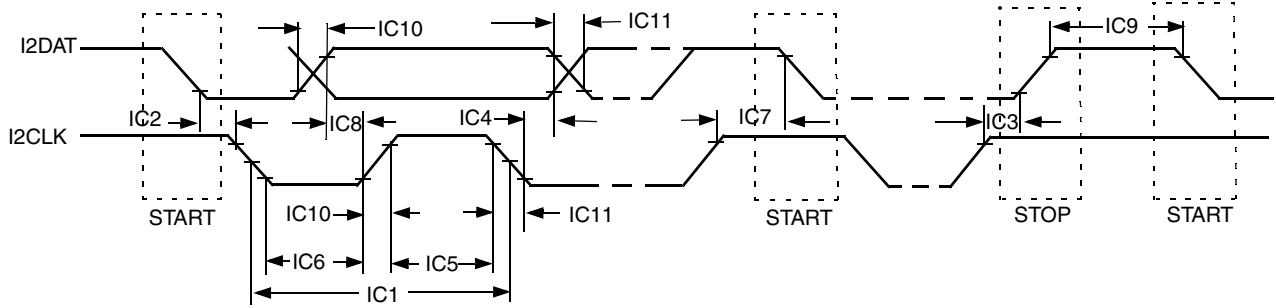 IC10
IC11
IC9
I2DAT
IC2
IC8
IC4
IC7
IC3
I2CLK
START
IC10
IC11
START
STOP
START
IC6
IC5
IC1